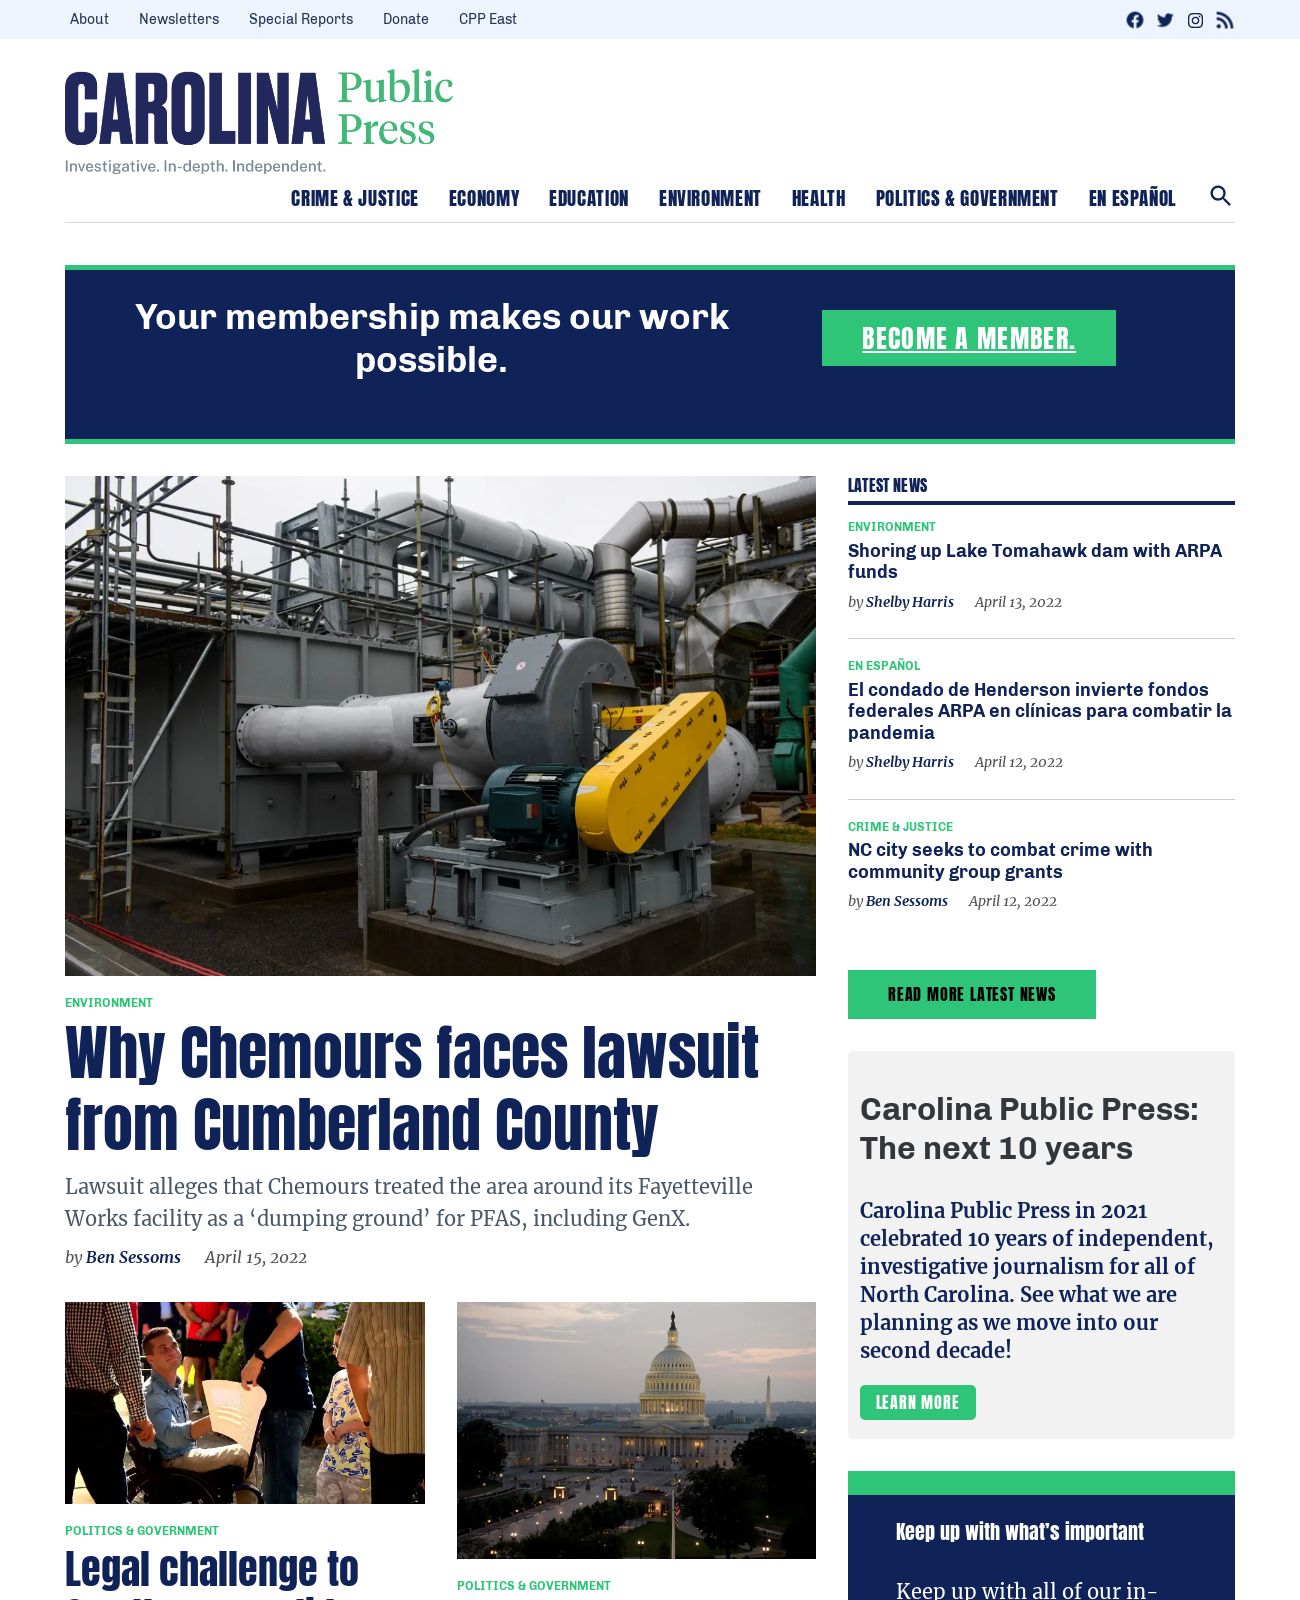 About Newsletters Special Reports Donate CPP East
CAROLINA Public
Press
Investigative. In-depth. Independent.
CRIME & JUSTICE ECONOMY EDUCATION ENVIRONMENT HEALTH POLITICS & GOVERNMENT EN ESPAÑOL
Your membership makes our work
possible.
BECOME A MEMBER.
ENVIRONMENT
Why Chemours faces lawsuit
from Cumberland County
Lawsuit alleges that Chemours treated the area around its Fayetteville
Works facility as a ‘dumping ground’ for PFAS, including GenX.
by Ben Sessoms April 15, 2022
POLITICS & GOVERNMENT
Legal challenge to
POLITICS & GOVERNMENT
LATEST NEWS
ENVIRONMENT
Shoring up Lake Tomahawk dam with ARPA
funds
by Shelby Harris April 13, 2022
EN ESPAÑOL
El condado de Henderson invierte fondos
federales ARPA en clínicas para combatir la
pandemia
by Shelby Harris April 12, 2022
CRIME & JUSTICE
NC city seeks to combat crime with
community group grants
by Ben Sessoms April 12, 2022
READ MORE LATEST NEWS
Carolina Public Press:
The next 10 years
Carolina Public Press in 2021
celebrated 10 years of independent,
investigative journalism for all of
North Carolina. See what we are
planning as we move into our
second decade!
LEARN MORE
Keep up with what’s important
Keep up with all of our in-